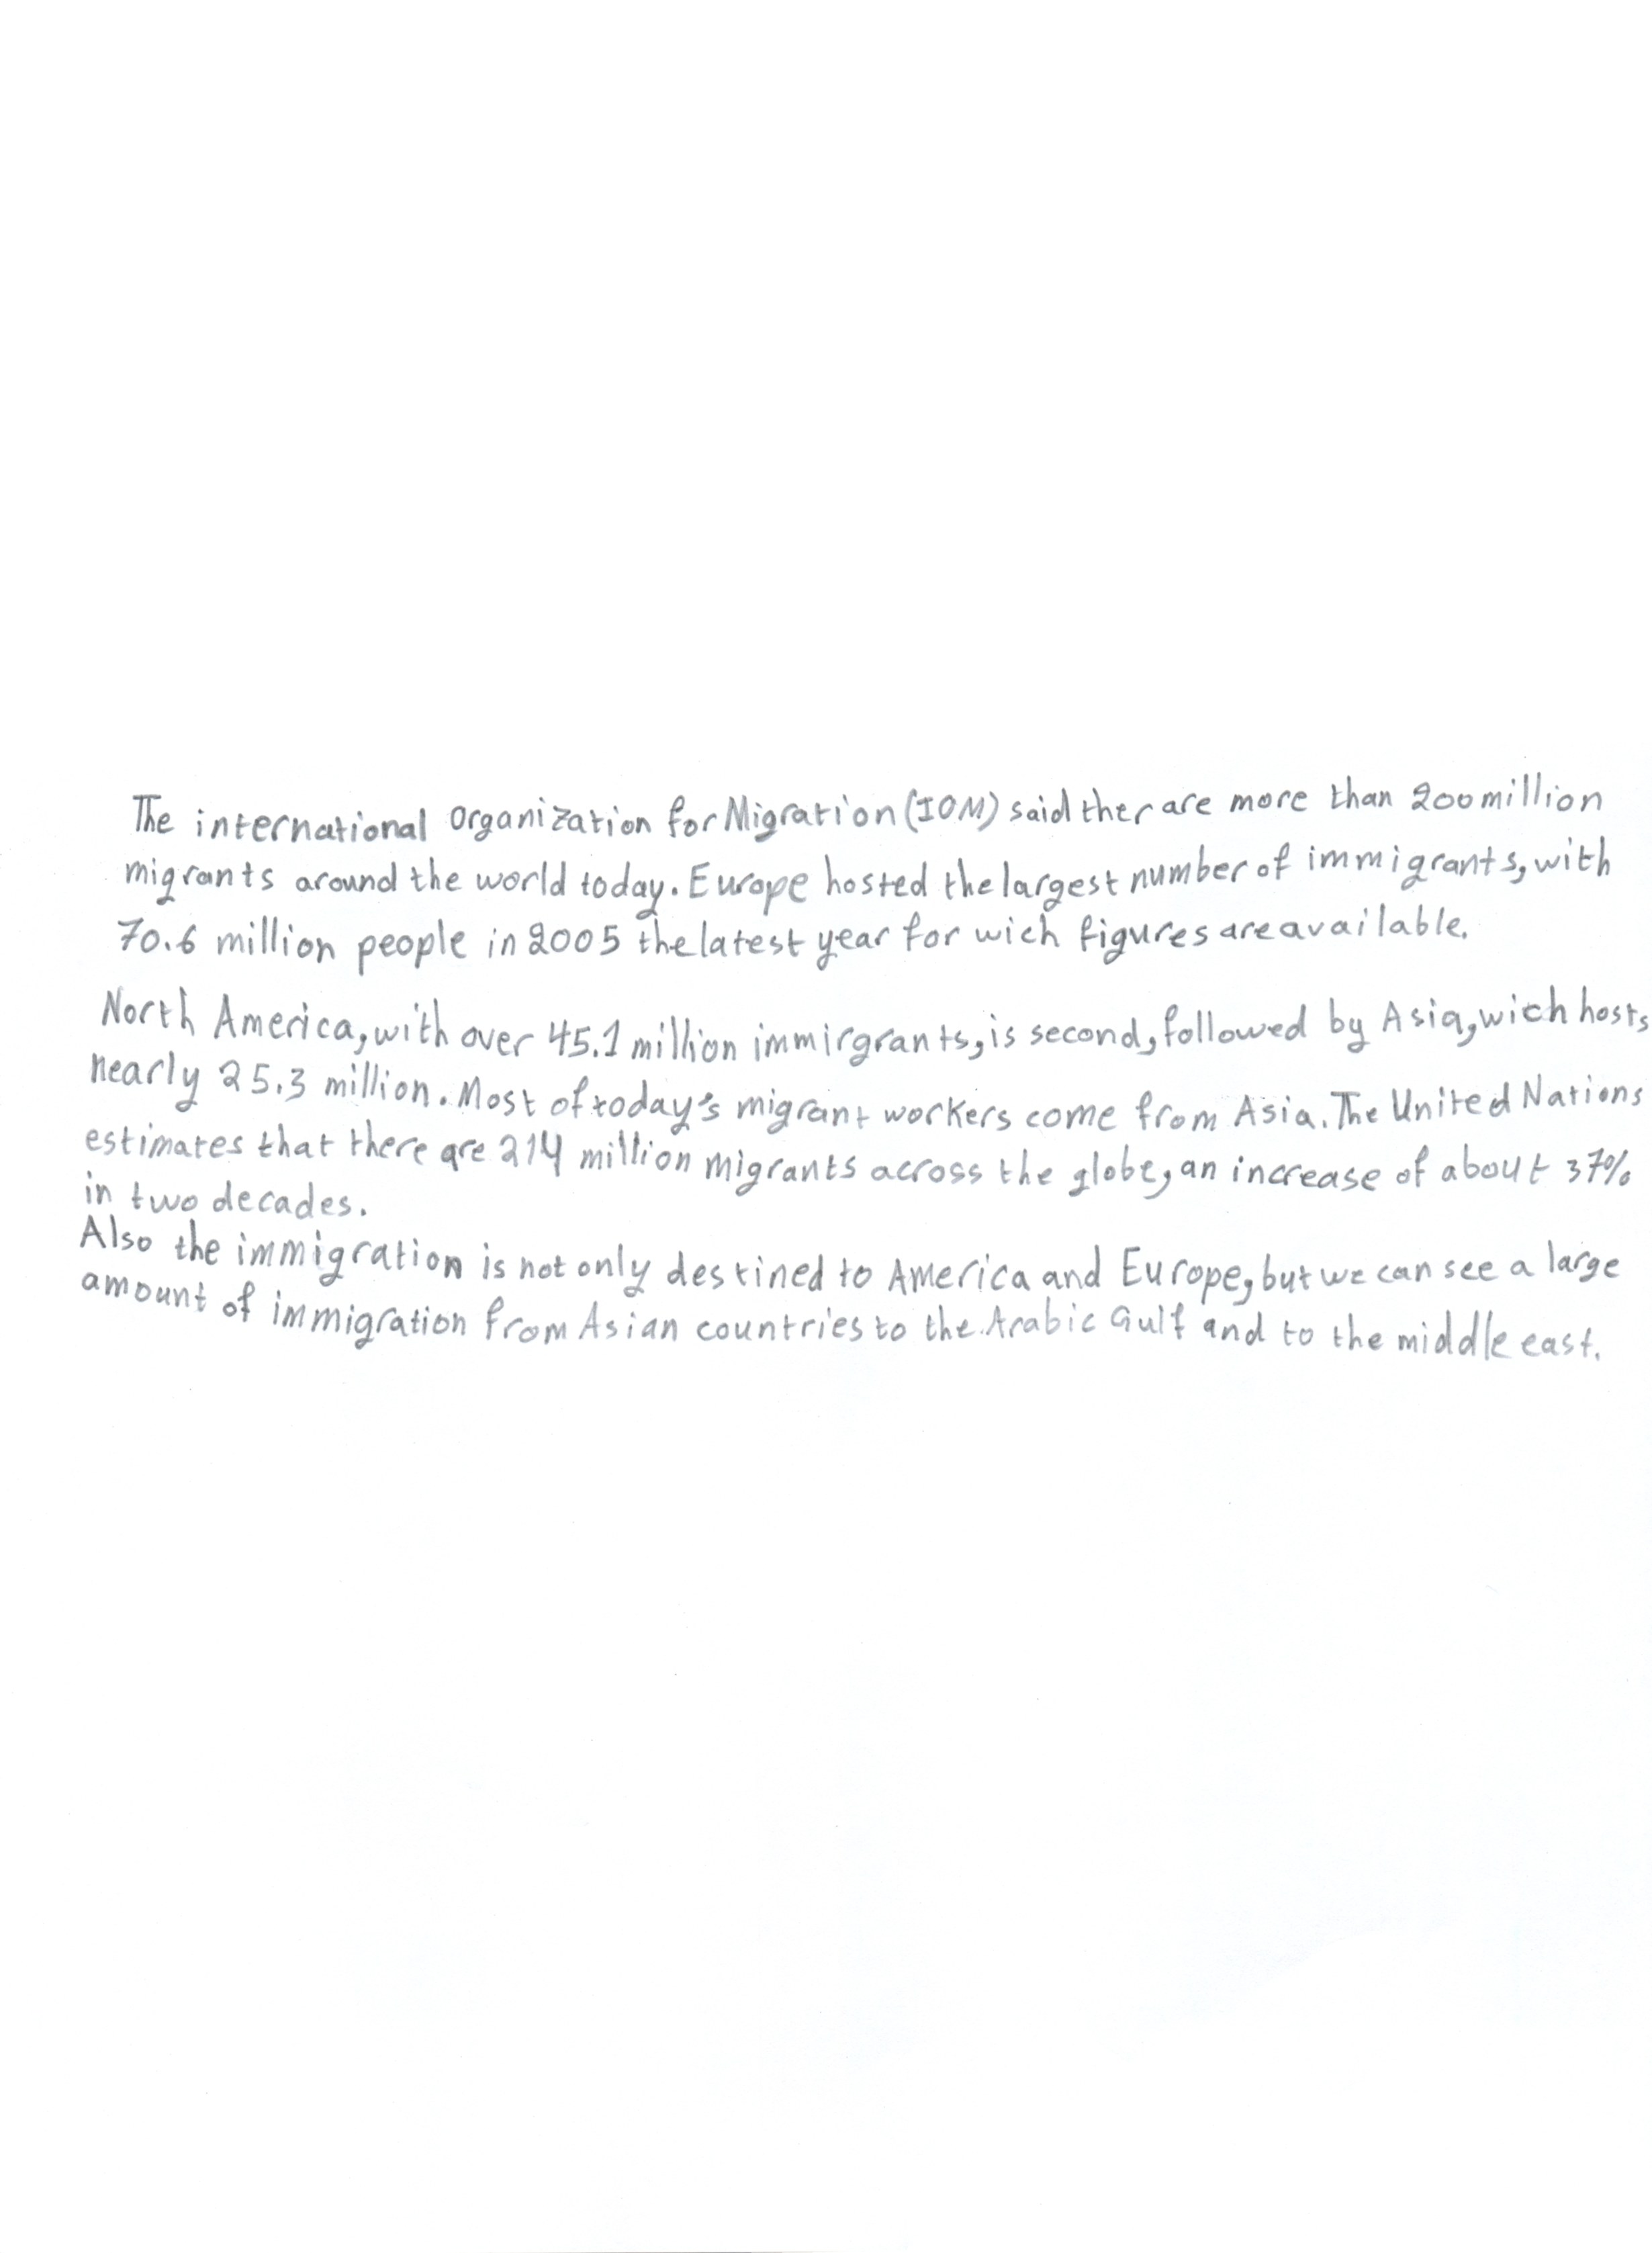 The international Organization for Migration (IOM) said ther are more than 200 million
migrants around the world today. Europe hosted the largest number of immigrants, with
70.6 million people in 2005 the latest year for wich figures are available.
North America, with over 45.1 million immirgrants, is second, followed by Asia, wich hosts
nearly 25.3 million. Most of today's migrant workers come from Asia. The United Nations
estimates that there are 214 million migrants across the globe, an increase of about 37%
in two decades.
Also the immigration is not only destined to America and Europe, but we can see a large
amount of immigration from Asian countries to the Arabic Gulf and to the middle east.